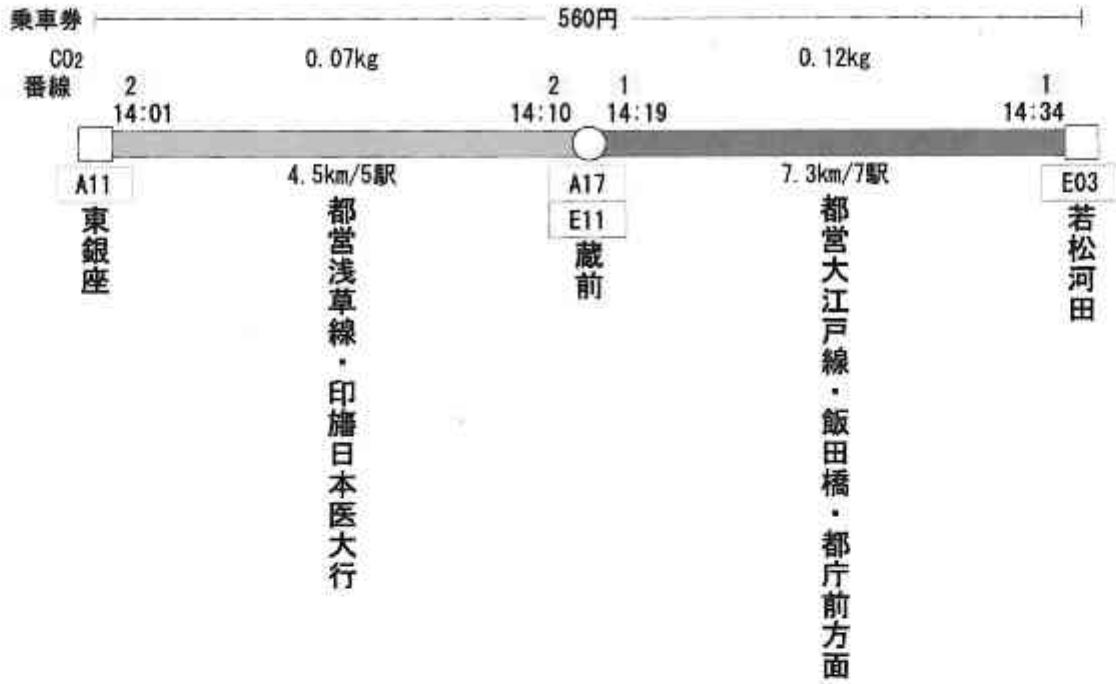 乗車券 560円
CO2 0.07kg 0.12kg
番線 2 2 1 1
14:01 14:10 14:19 14:34
4.5km/5駅 7.3km/7駅
A11 A17 E03
E11
東銀座
都営浅草線・印旛日本医大行
蔵前
都営大江戸線・飯田橋・都庁前方面
若松河田